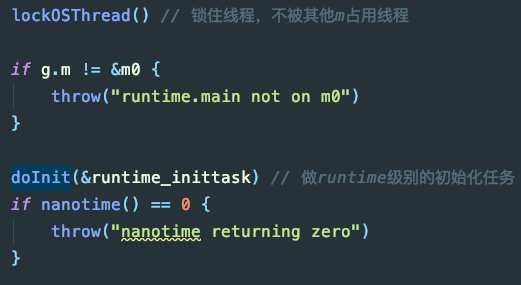 lockOSThread() // 锁住线程，不被其他m占用线程
if g.m != &m0 {
throw("runtime.main not on m0")
}
doInit(&runtime_inittask) // 做runtime级别的初始化任务
if nanotime() == 0 {
throw("nanotime returning zero")
}